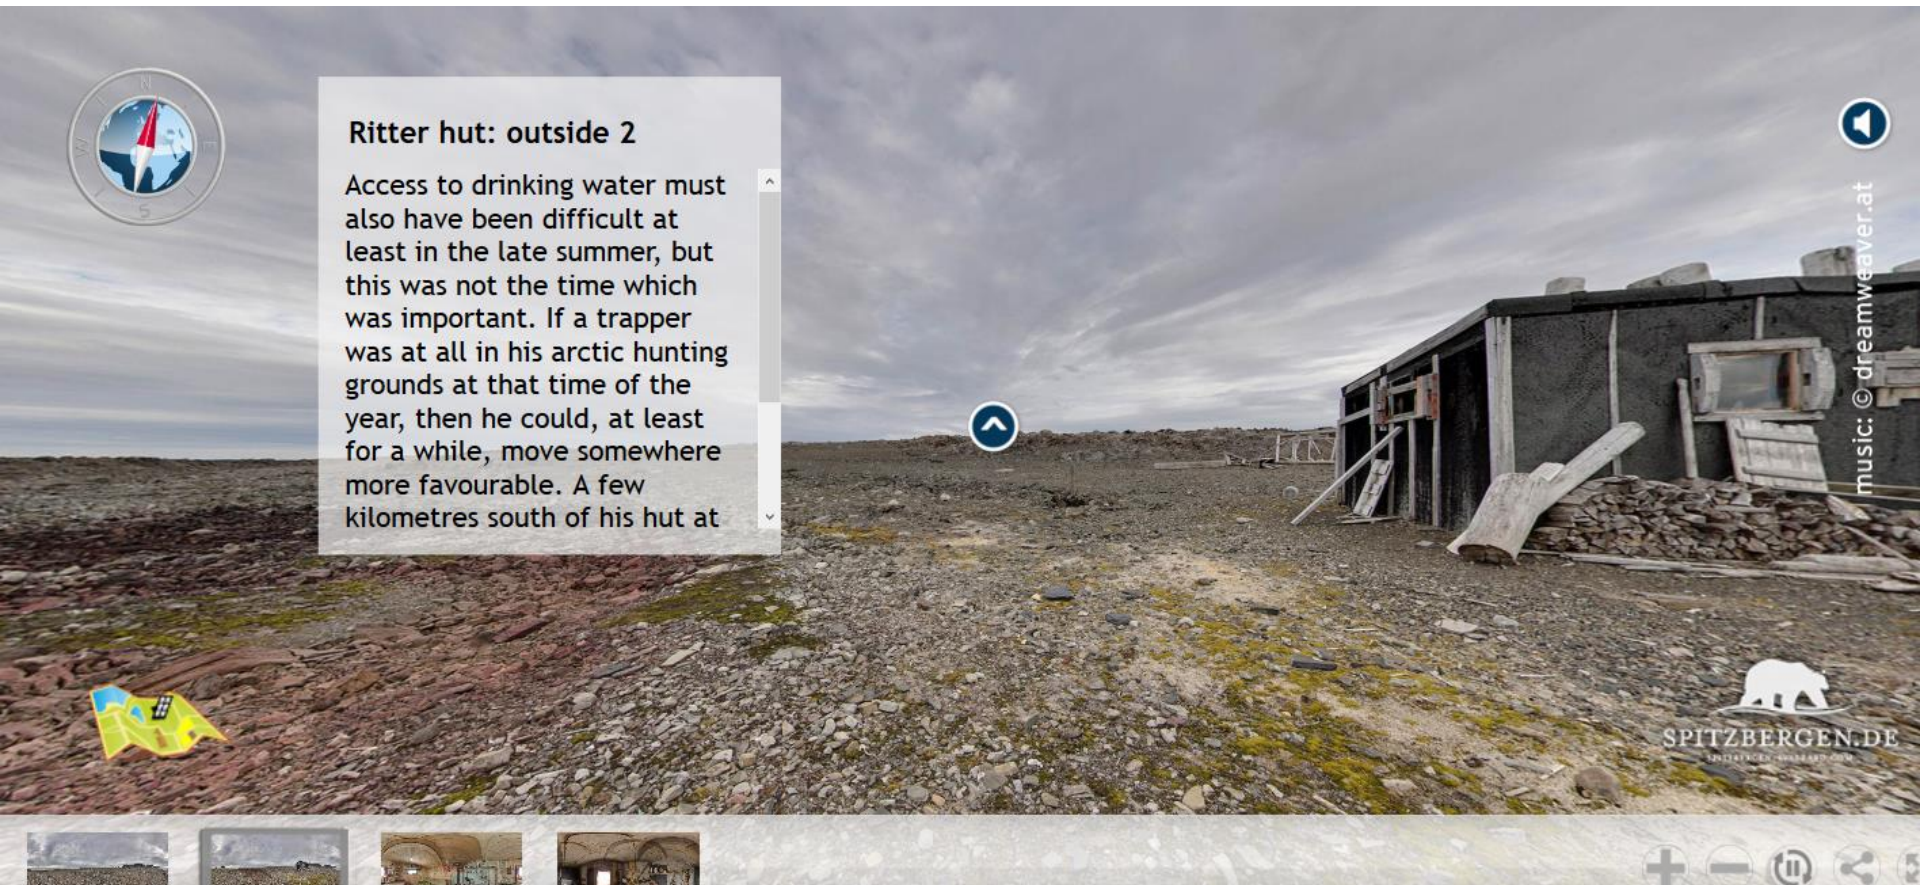 N
W
E
S
Ritter hut: outside 2
Access to drinking water must
also have been difficult at
least in the late summer, but
this was not the time which
was important. If a trapper
was at all in his arctic hunting
grounds at that time of the
year, then he could, at least
for a while, move somewhere
more favourable. A few
kilometres south of his hut at
music: © dreamweaver.at
SPITZBERGEN.DE